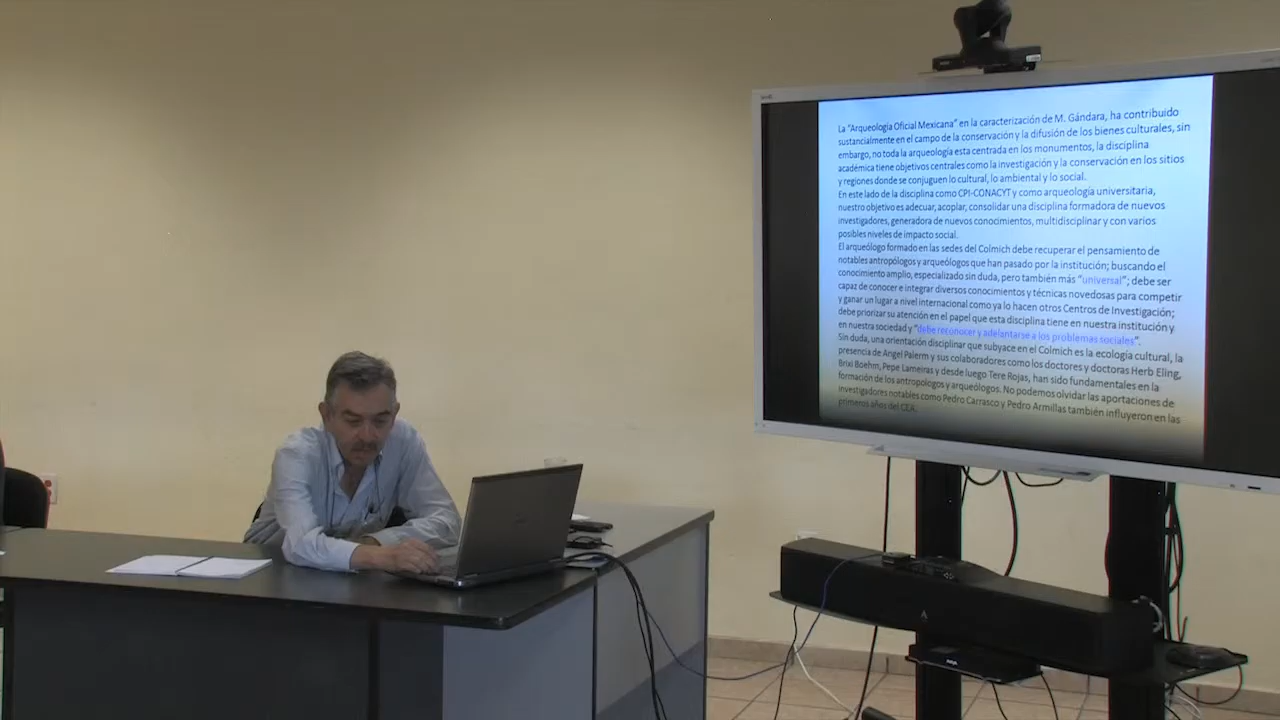 La "Arqueología Oficial Mexicana" en la caracterización de M. Gándara, ha contribuido
sustancialmente en el campo de la conservación y la difusión de los bienes culturales, sin
embargo, no toda la arqueología esta centrada en los monumentos, la disciplina
académica tiene objetivos centrales como la investigación y la conservación en los sitios
y regiones donde se conjuguen lo cultural, lo ambiental y lo social.
En este lado de la disciplina como CPI-CONACYT y como arqueología universitaria,
nuestro objetivo es adecuar, acoplar, consolidar una disciplina formadora de nuevos
investigadores, generadora de nuevos conocimientos, multidisciplinar y con varios
posibles niveles de impacto social.
El arqueólogo formado en las sedes del Colmich debe recuperar el pensamiento de
notables antropólogos y arqueólogos que han pasado por la institución; buscando el
conocimiento amplio, especializado sin duda, pero también más "universal"; debe ser
capaz de conocer e integrar diversos conocimientos y técnicas novedosas para competir
y ganar un lugar a nivel internacional como ya lo hacen otros Centros de Investigación;
debe priorizar su atención en el papel que esta disciplina tiene en nuestra institución y
en nuestra sociedad y "debe reconocer y adelantarse a los problemas sociales".
Sin duda, una orientación disciplinar que subyace en el Colmich es la ecología cultural, la
presencia de Angel Palerm y sus colaboradores como los doctores y doctoras Herb Eling,
Brixi Boehm, Pepe Lameiras y desde luego Tere Rojas, han sido fundamentales en la
formación de los antropologos y arqueólogos. No podemos olvidar las aportaciones de
investigadores notables como Pedro Carrasco y Pedro Armillas también influyeron en las
primeros años del CEA.